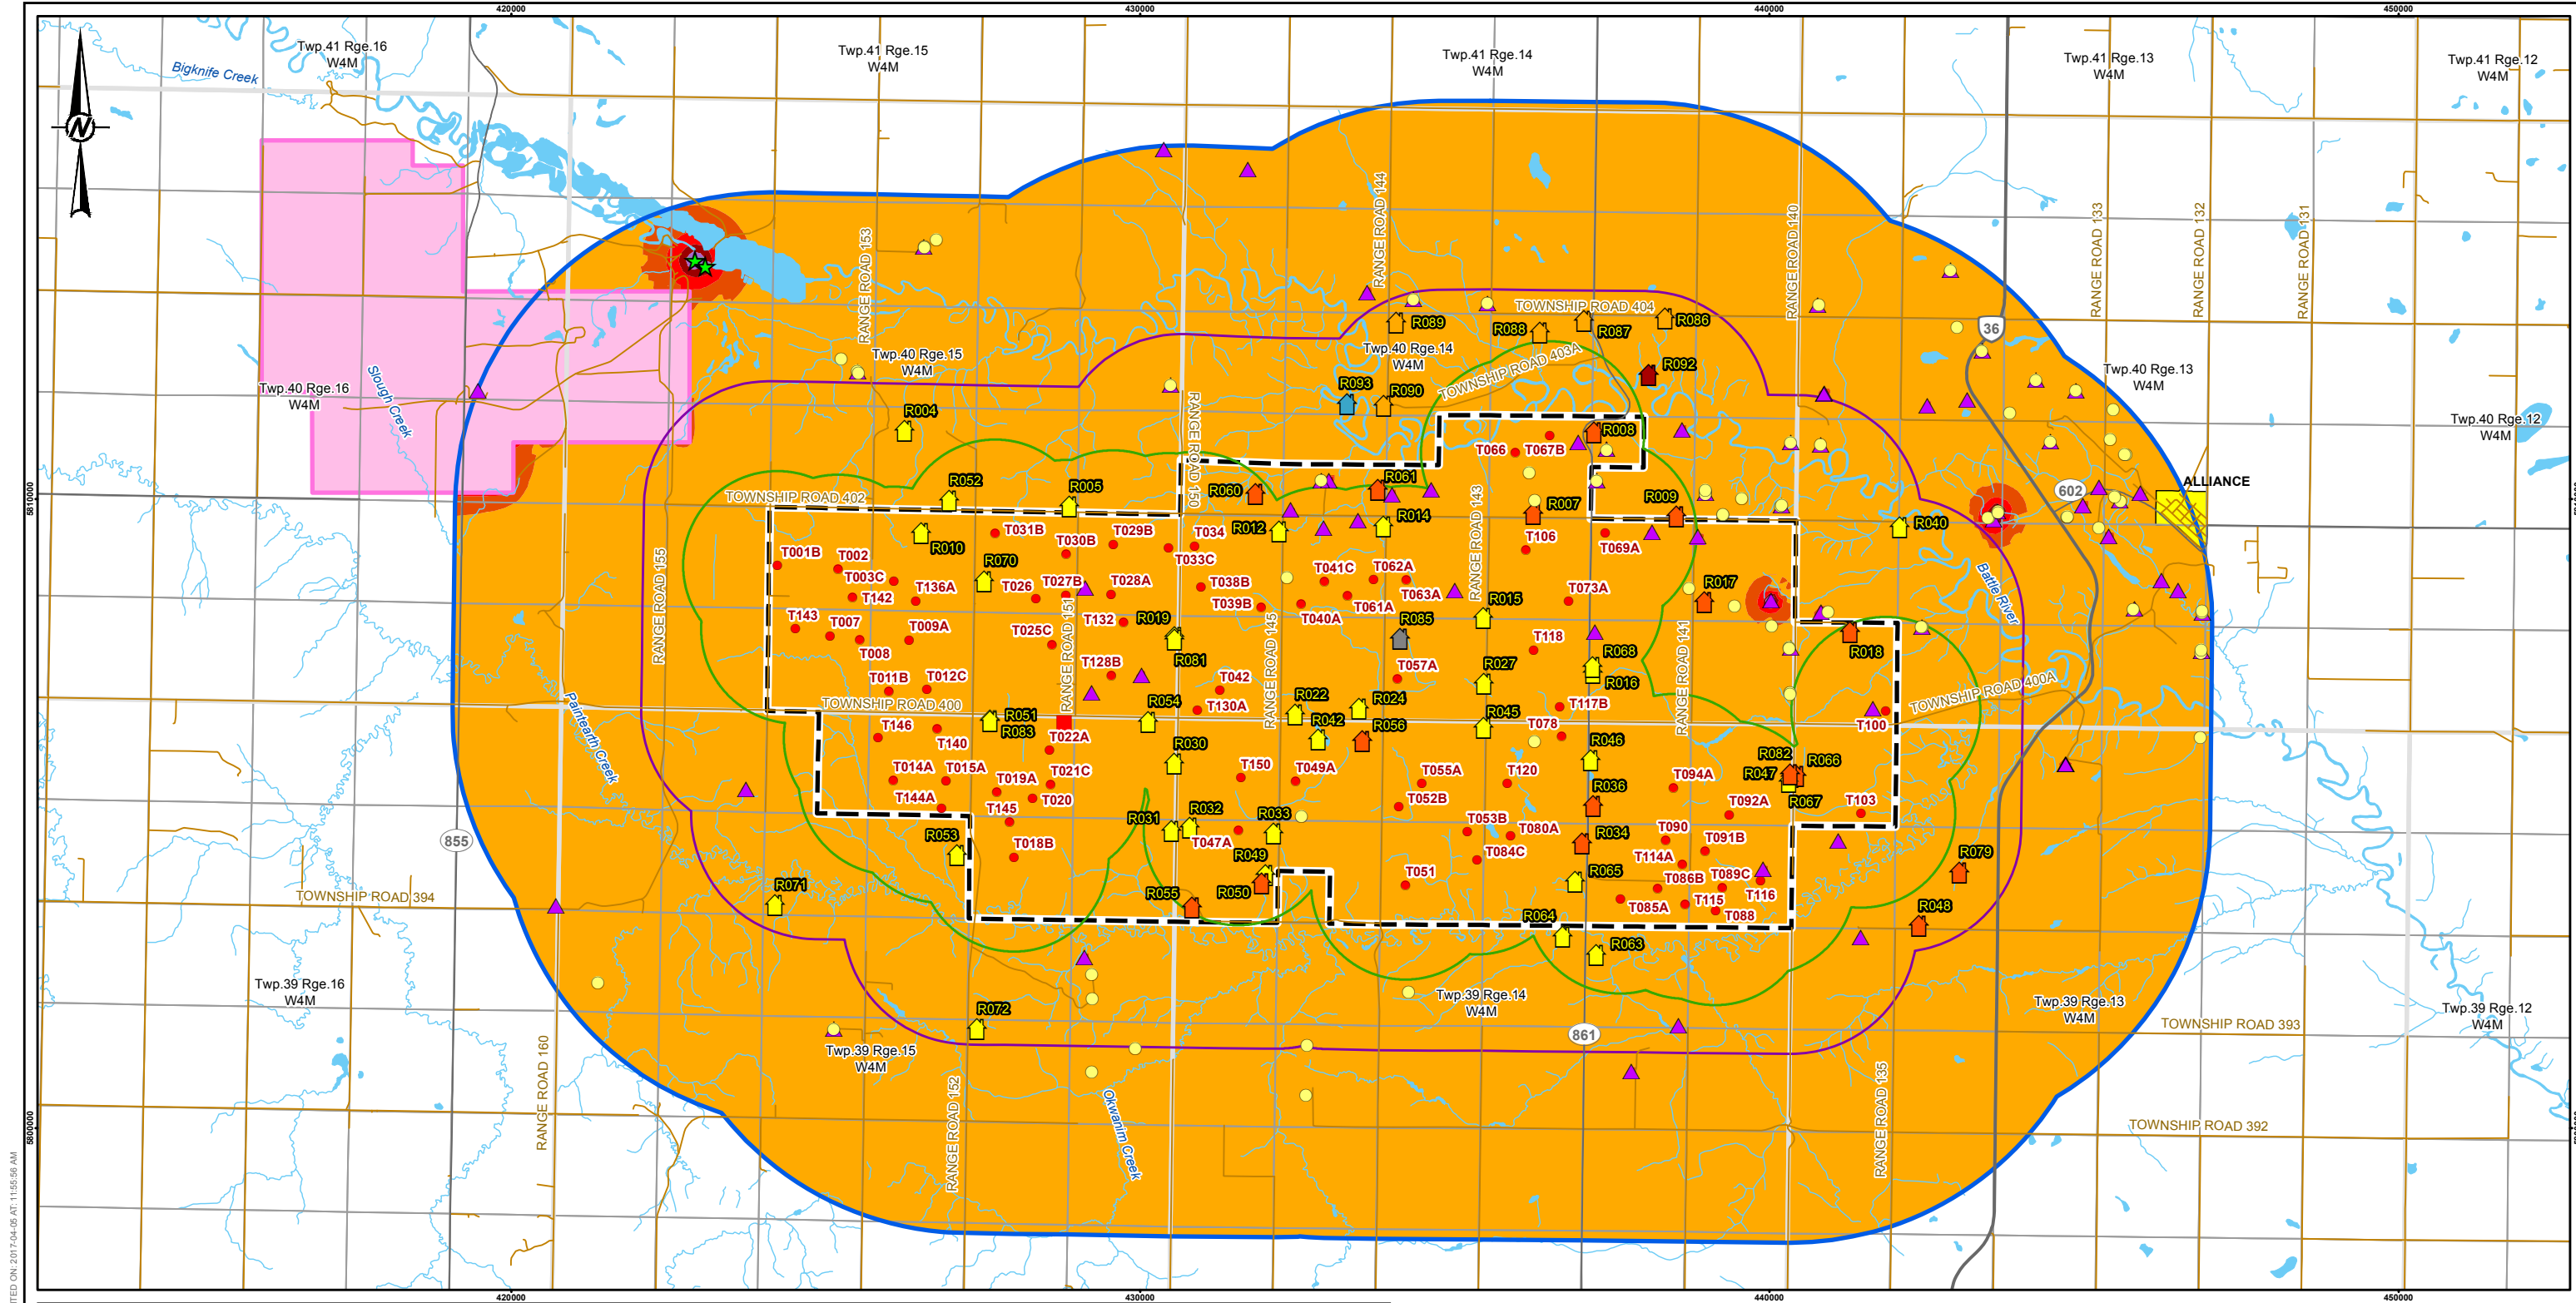 420000
430000
440000
450000
Twp.41 Rge.16
W4M
Twp.41 Rge.15
W4M
Twp.41 Rge.14
W4M
Twp.41 Rge.13
W4M
Twp.41 Rge.12
W4M
Bigknife Creek
N
RANGE ROAD 153
RANGE ROAD 144
RANGE ROAD 140
RANGE ROAD 133
RANGE ROAD 132
RANGE ROAD 131
TOWNSHIP ROAD 404
R089
R088
R087
R086
36
Twp.40 Rge.15
W4M
Twp.40 Rge.14
W4M
TOWNSHIP ROAD 403A
R092
Twp.40 Rge.13
W4M
Twp.40 Rge.16
W4M
Slough Creek
R093
R090
R004
RANGE ROAD 150
R008
Twp.40 Rge.12
W4M
T066
T067B
R052
R005
R060
R061
R007
R009
602
ALLIANCE
5810000
TOWNSHIP ROAD 402
RANGE ROAD 143
R010
R012
R014
R040
T031B
T029B
T034
T030B
T033C
T106
T069A
T001B
T002
T003C
R070
T136A
T026
T027B
T028A
T038B
T041C
T062A
T063A
T073A
R017
T142
T039B
T061A
T040A
R015
Battle River
T143
T007
T009A
T025C
T132
R019
R085
T118
T008
R081
R018
RANGE ROAD 155
RANGE ROAD 151
RANGE ROAD 145
RANGE ROAD 141
T128B
T057A
R027
R068
R016
T011B
T012C
T042
TOWNSHIP ROAD 400
R054
T130A
R022
R024
T117B
TOWNSHIP ROAD 400A
R051
R083
R042
R056
R045
T078
T100
Paintearth Creek
T146
T140
T022A
R030
R046
R082
R066
R047
T014A
T015A
T019A
T021C
T150
T049A
T055A
T120
R036
T094A
R067
T144A
T145
T020
T052B
T092A
T103
R031
R032
R033
T047A
T053B
T080A
R034
T090
T091B
855
R053
T018B
R049
T084C
T114A
R079
R071
R055
R050
T051
R065
T086B
T089C
T116
TOWNSHIP ROAD 394
T085A
T115
T088
R064
R048
R063
Twp.39 Rge.16
W4M
Twp.39 Rge.14
W4M
Twp.39 Rge.13
W4M
Twp.39 Rge.12
W4M
R072
TOWNSHIP ROAD 393
Twp.39 Rge.15
W4M
861
RANGE ROAD 160
RANGE ROAD 152
Okwanim Creek
RANGE ROAD 135
5800000
TOWNSHIP ROAD 392
420000
430000
440000
450000